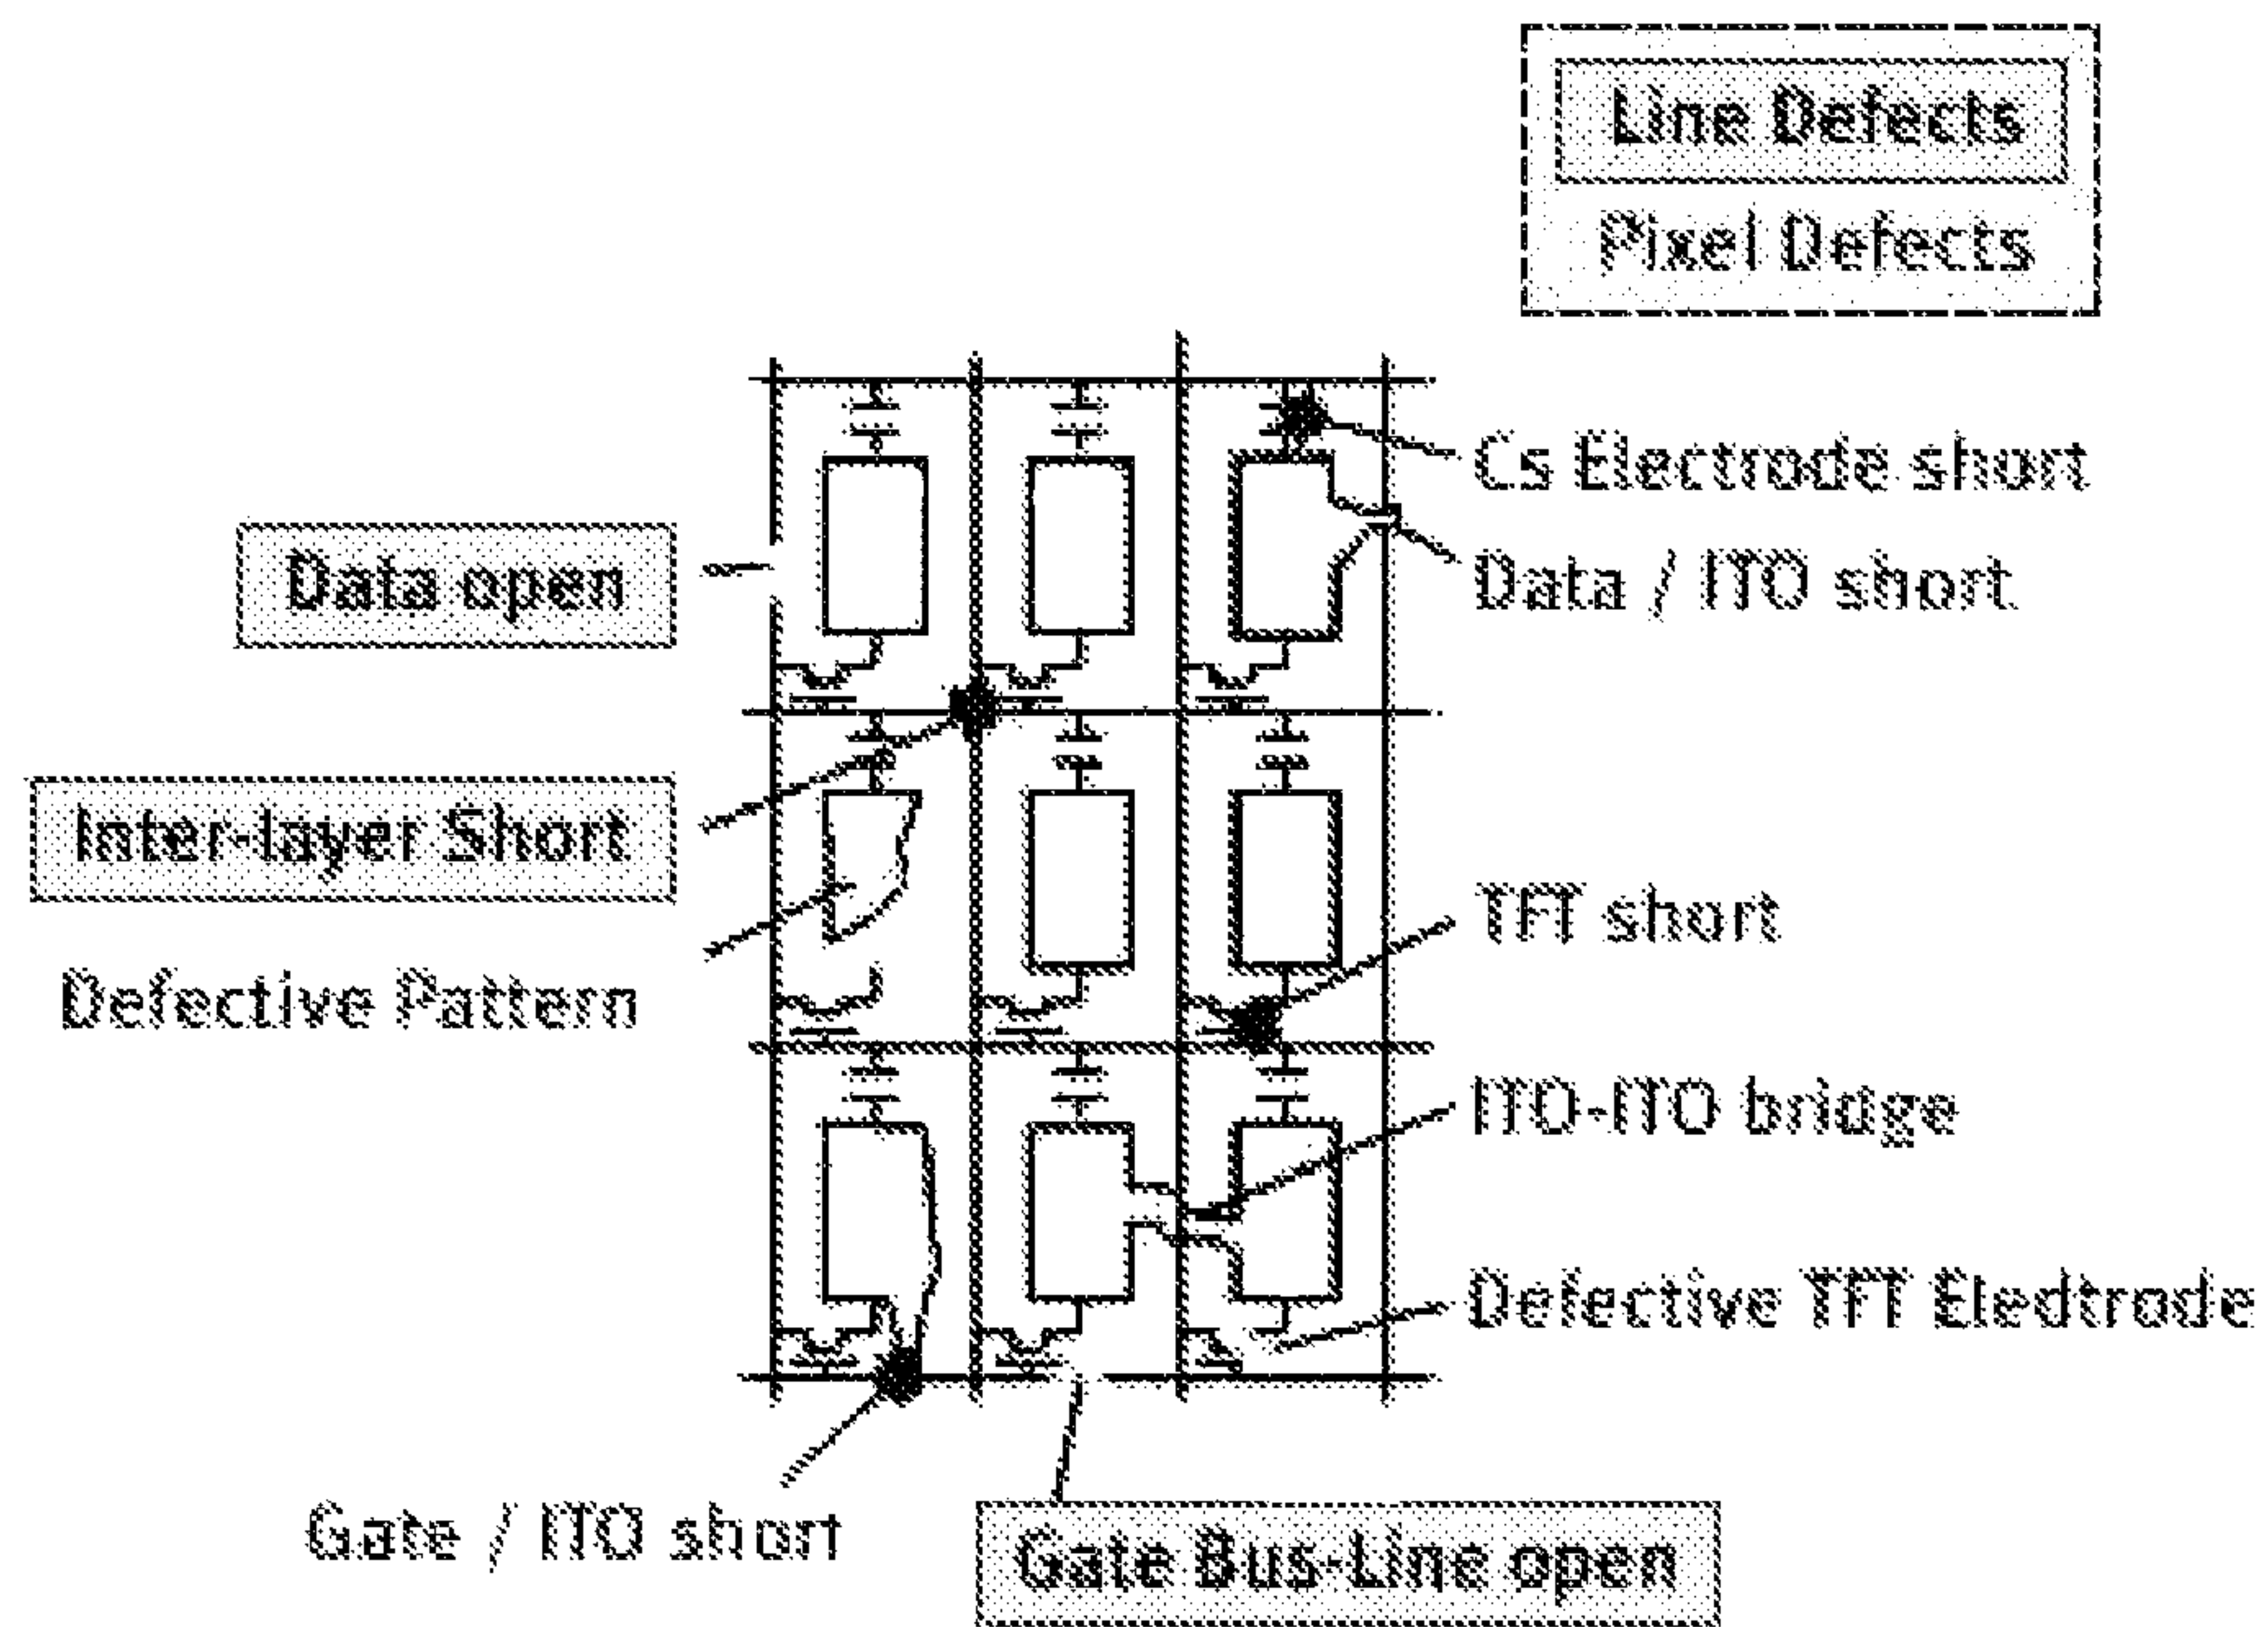 Line Defects
Pixel Defects
Cs Electrode short
Data open
Data / ITO short
Inter-layer Short
TFT short
Defective Pattern
ITO-ITO bridge
Defective TFT Eledtrode
Gate / ITO short
Gate Bus-Line open